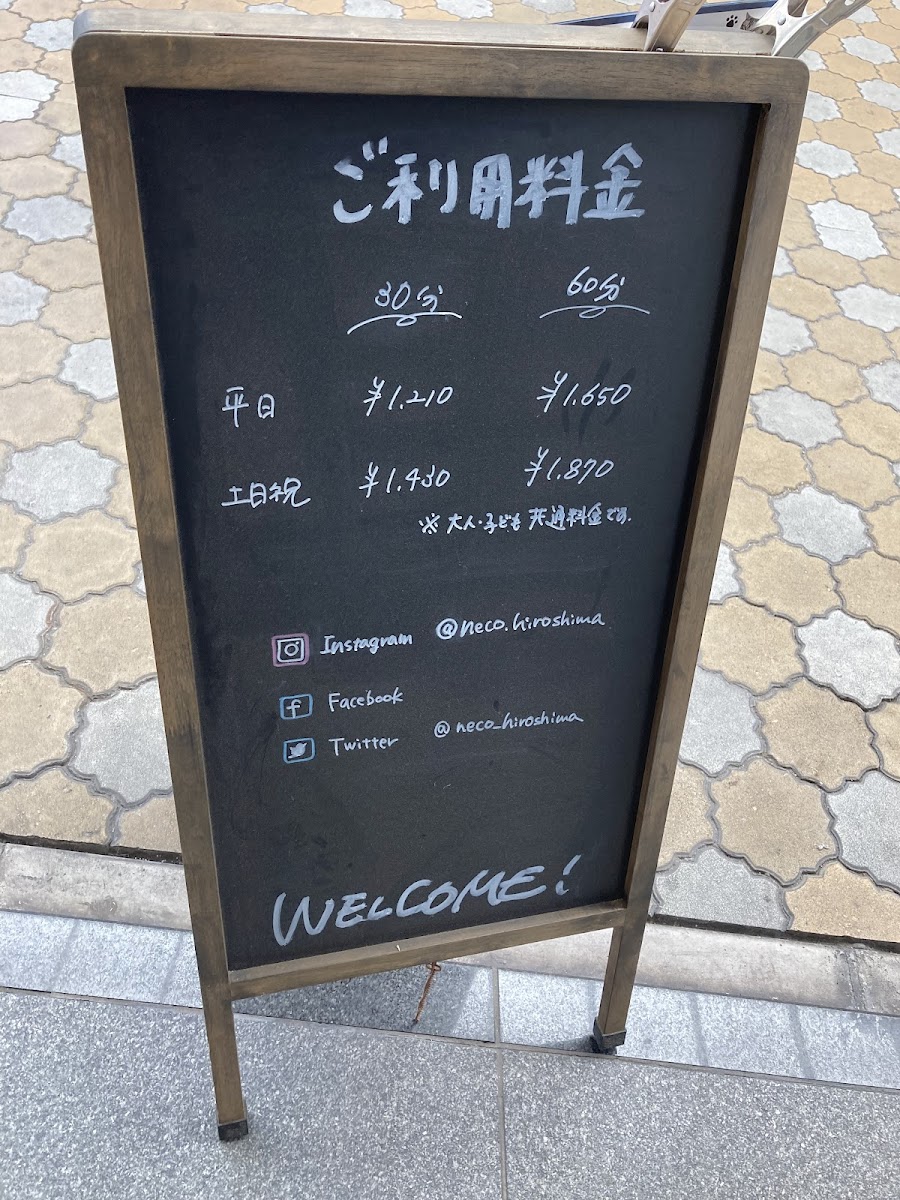 ご利用料金
30分 60分
平日 ¥1.210 ¥1.650
土日祝 ¥1.430 ¥1.870
※ 大人・子ども 共通料金です.
Instagram @neco.hiroshima
Facebook
Twitter @neco_hiroshima
WELCOME!